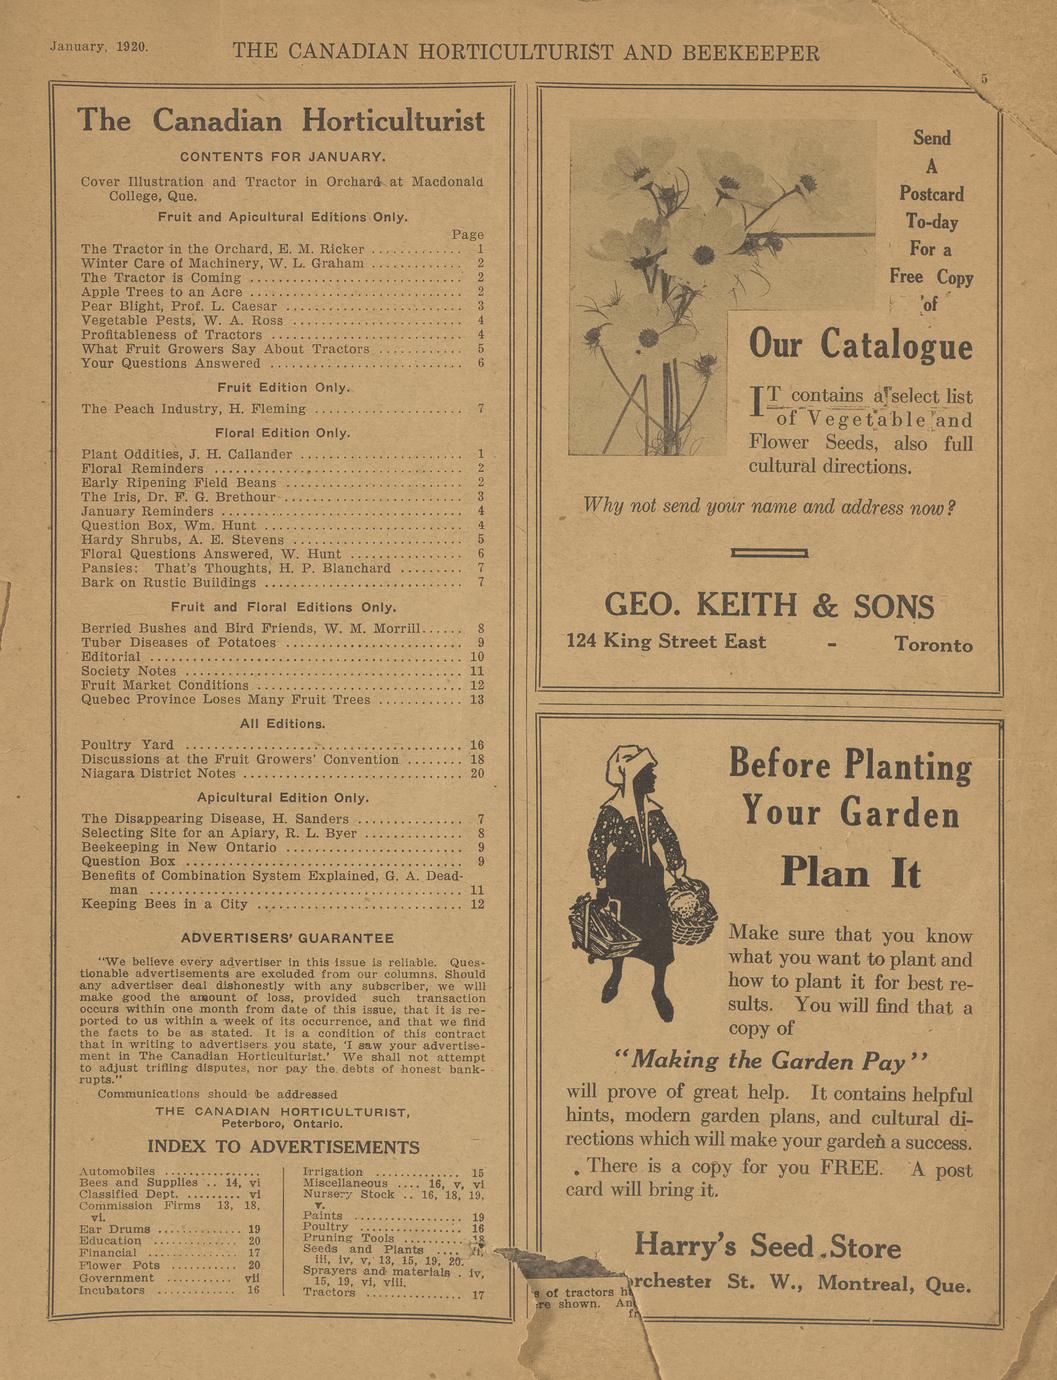 January, 1920.
THE CANADIAN HORTICULTURIST AND BEEKEEPER
5
The Canadian Horticulturist
CONTENTS FOR JANUARY.
Cover Illustration and Tractor in Orchard at Macdonald
College, Que.
Fruit and Apicultural Editions Only.
Page
The Tractor in the Orchard, E. M. Ricker ............ 1
Winter Care of Machinery, W. L. Graham ............ 2
The Tractor is Coming ............ 2
Apple Trees to an Acre ............ 2
Pear Blight, Prof. L. Caesar ............ 3
Vegetable Pests, W. A. Ross ............ 4
Profitableness of Tractors ............ 4
What Fruit Growers Say About Tractors ............ 5
Your Questions Answered ............ 6
Fruit Edition Only.
The Peach Industry, H. Fleming ............ 7
Floral Edition Only.
Plant Oddities, J. H. Callander ............ 1
Floral Reminders ............ 2
Early Ripening Field Beans ............ 2
The Iris, Dr. F. G. Brethour ............ 3
January Reminders ............ 4
Question Box, Wm. Hunt ............ 4
Hardy Shrubs, A. E. Stevens ............ 5
Floral Questions Answered, W. Hunt ............ 6
Pansies: That's Thoughts, H. P. Blanchard ........ 7
Bark on Rustic Buildings ............ 7
Fruit and Floral Editions Only.
Berried Bushes and Bird Friends, W. M. Morrill...... 8
Tuber Diseases of Potatoes ............ 9
Editorial ............ 10
Society Notes ............ 11
Fruit Market Conditions ............ 12
Quebec Province Loses Many Fruit Trees ............ 13
All Editions.
Poultry Yard ............ 16
Discussions at the Fruit Growers' Convention ........ 18
Niagara District Notes ............ 20
Apicultural Edition Only.
The Disappearing Disease, H. Sanders ............ 7
Selecting Site for an Apiary, R. L. Byer ............ 8
Beekeeping in New Ontario ............ 9
Question Box ............ 9
Benefits of Combination System Explained, G. A. Dead-
man ............ 11
Keeping Bees in a City ............ 12
ADVERTISERS' GUARANTEE
"We believe every advertiser in this issue is reliable. Ques-
tionable advertisements are excluded from our columns. Should
any advertiser deal dishonestly with any subscriber, we will
make good the amount of loss, provided such transaction
occurs within one month from date of this issue, that it is re-
ported to us within a week of its occurrence, and that we find
the facts to be as stated. It is a condition of this contract
that in writing to advertisers you state, 'I saw your advertise-
ment in The Canadian Horticulturist.' We shall not attempt
to adjust trifling disputes, nor pay the debts of honest bank-
rupts."
Communications should be addressed
THE CANADIAN HORTICULTURIST,
Peterboro, Ontario.
INDEX TO ADVERTISEMENTS
Automobiles ............
Bees and Supplies .. 14, vi
Classified Dept. ......... vi
Commission Firms 13, 18,
vi.
Ear Drums ............ 19
Education ............ 20
Financial ............ 17
Flower Pots ............ 20
Government ............ vii
Incubators ............ 16
Irrigation ............ 15
Miscellaneous .... 16, v, vi
Nursery Stock .. 16, 18, 19,
v.
Paints ............ 19
Poultry ............ 16
Pruning Tools ......... 18
Seeds and Plants ....
iii, iv, v, 13, 15, 19, 20.
Sprayers and materials . iv,
15, 19, vi, viii.
Tractors ............ 17
Send
A
Postcard
To-day
For a
Free Copy
of
Our Catalogue
IT contains a select list
of Vegetable and
Flower Seeds, also full
cultural directions.
Why not send your name and address now?
GEO. KEITH & SONS
124 King Street East - Toronto
Before Planting
Your Garden
Plan It
Make sure that you know
what you want to plant and
how to plant it for best re-
sults. You will find that a
copy of
"Making the Garden Pay"
will prove of great help. It contains helpful
hints, modern garden plans, and cultural di-
rections which will make your garden a success.
There is a copy for you FREE. A post
card will bring it.
Harry's Seed Store
rchester St. W., Montreal, Que.
s of tractors h
re shown. An
fr